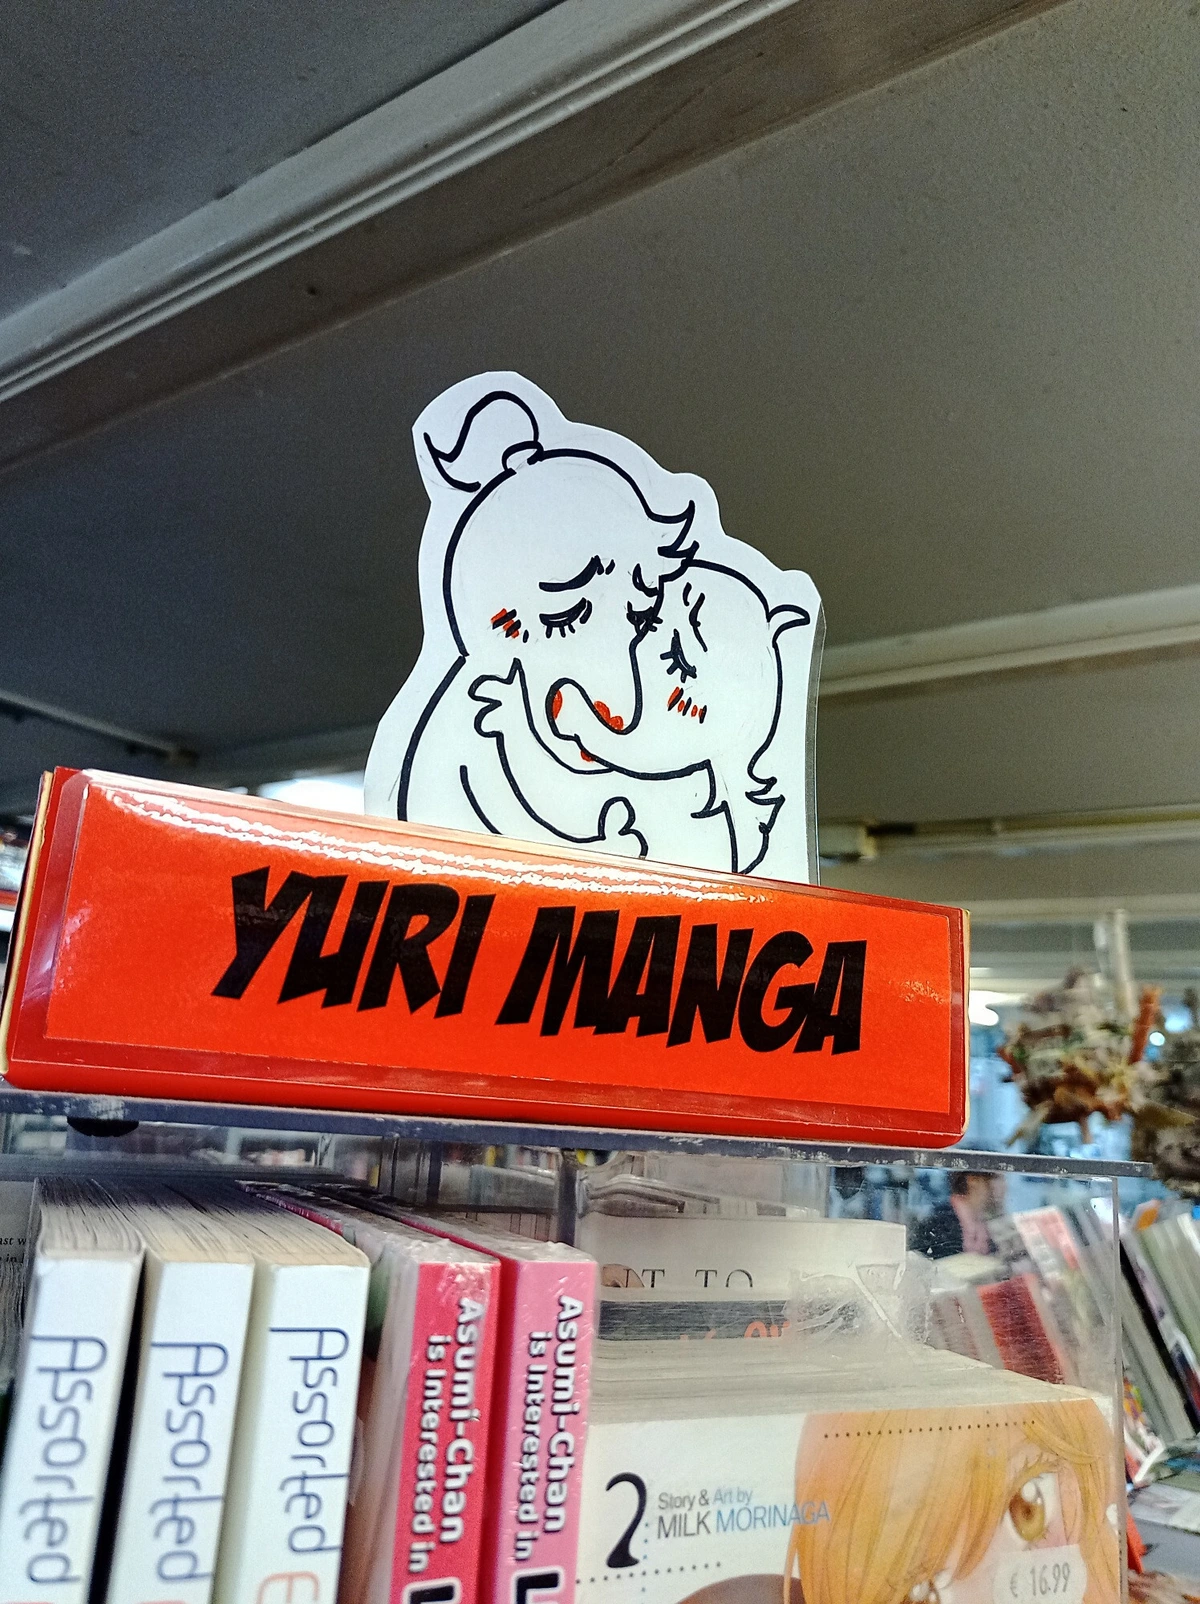 YURI MANGA
Assorted
Assorted
Assorted E
Asumi-Chan
is Interested in L
Asumi-Chan
is Interested in L
TO
2
Story & Art by
MILK MORINAGA
€ 16.99